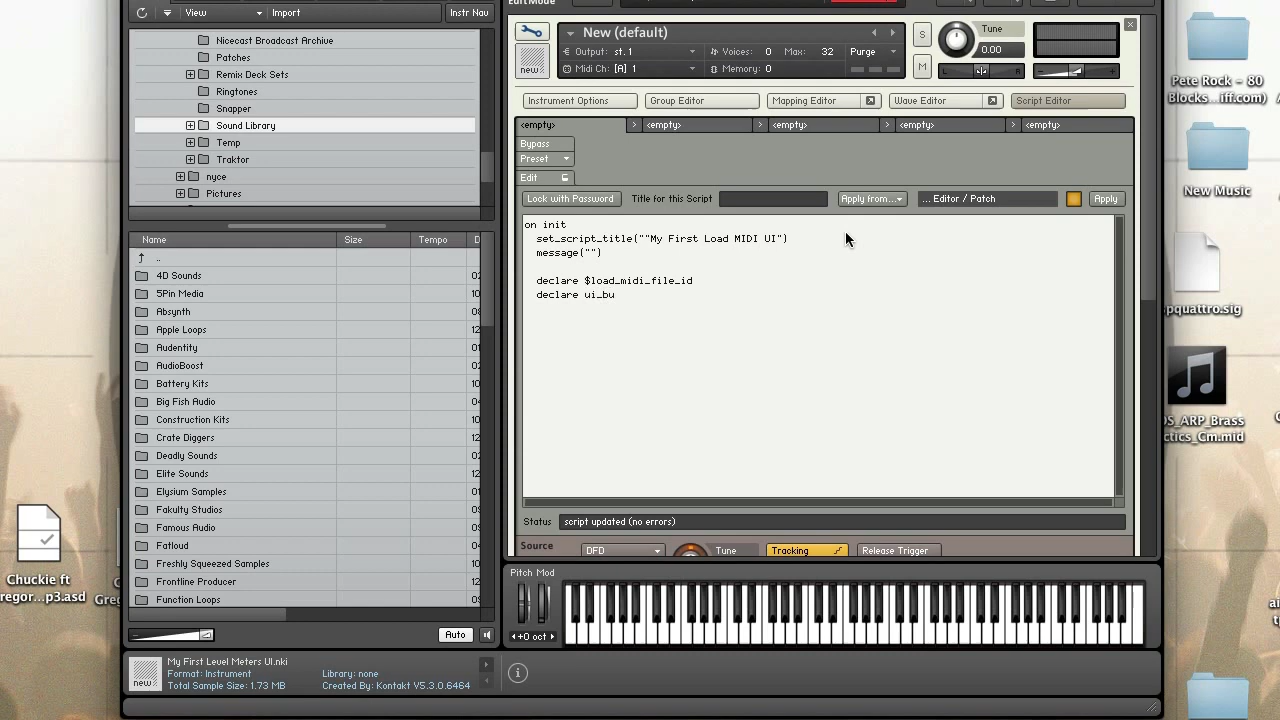 Edit Mode
View
Import
Instr Nav
Nicecast Broadcast Archive
Patches
Remix Deck Sets
Ringtones
Snapper
Sound Library
Temp
Traktor
nyce
Pictures
Name Size Tempo D
..
4D Sounds
5Pin Media
Absynth
Apple Loops
Audentity
AudioBoost
Battery Kits
Big Fish Audio
Construction Kits
Crate Diggers
Deadly Sounds
Elite Sounds
Elysium Samples
Fakulty Studios
Famous Audio
Fatloud
Freshly Squeezed Samples
Frontline Producer
Function Loops
Auto
new
New (default)
Output: st.1 Voices: 0 Max: 32 Purge
Midi Ch: [A] 1 Memory: 0
S
M
Tune
0.00
L R
Instrument Options Group Editor Mapping Editor Wave Editor Script Editor
<empty> <empty> <empty> <empty> <empty>
Bypass
Preset
Edit
Lock with Password Title for this Script Apply from... ... Editor / Patch Apply
on init
set_script_title(""My First Load MIDI UI")
message("")
declare $load_midi_file_id
declare ui_bu
Status script updated (no errors)
Source DFD Tune Tracking Release Trigger
Pitch Mod
+0 oct
new
My First Level Meters UI.nki
Format: Instrument Library: none
Total Sample Size: 1.73 MB Created By: Kontakt V5.3.0.6464
Pete Rock – 80
Blocks...iff.com)
New Music
pquattro.sig
OS_ARP_Brass
ctics_Cm.mid
Chuckie ft
regor...p3.asd